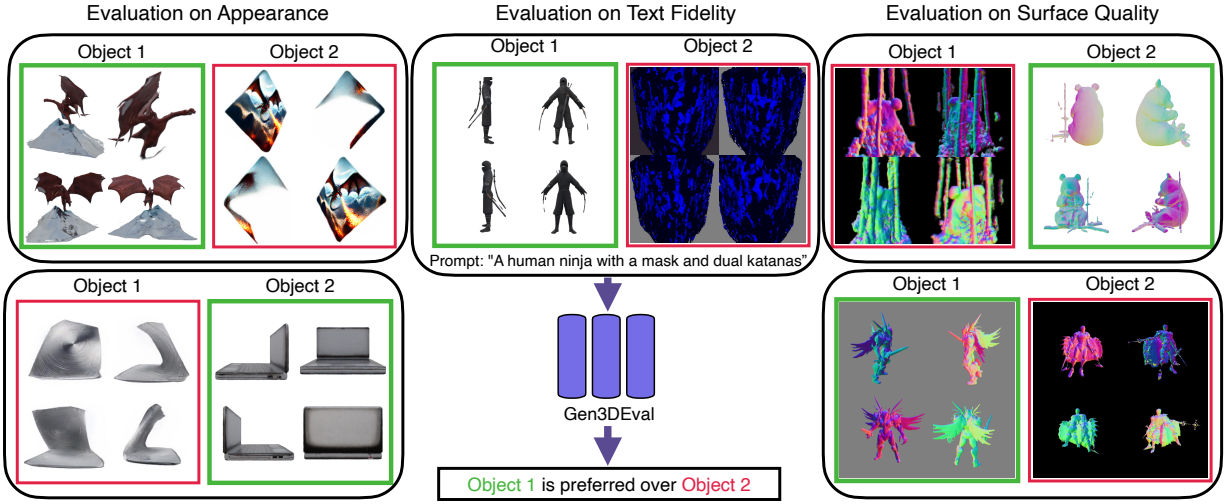 Evaluation on Appearance
Object 1
Object 2
Object 1
Object 2
Evaluation on Text Fidelity
Object 1
Object 2
Prompt: "A human ninja with a mask and dual katanas”
Gen3DEval
Object 1 is preferred over Object 2
Evaluation on Surface Quality
Object 1
Object 2
Object 1
Object 2